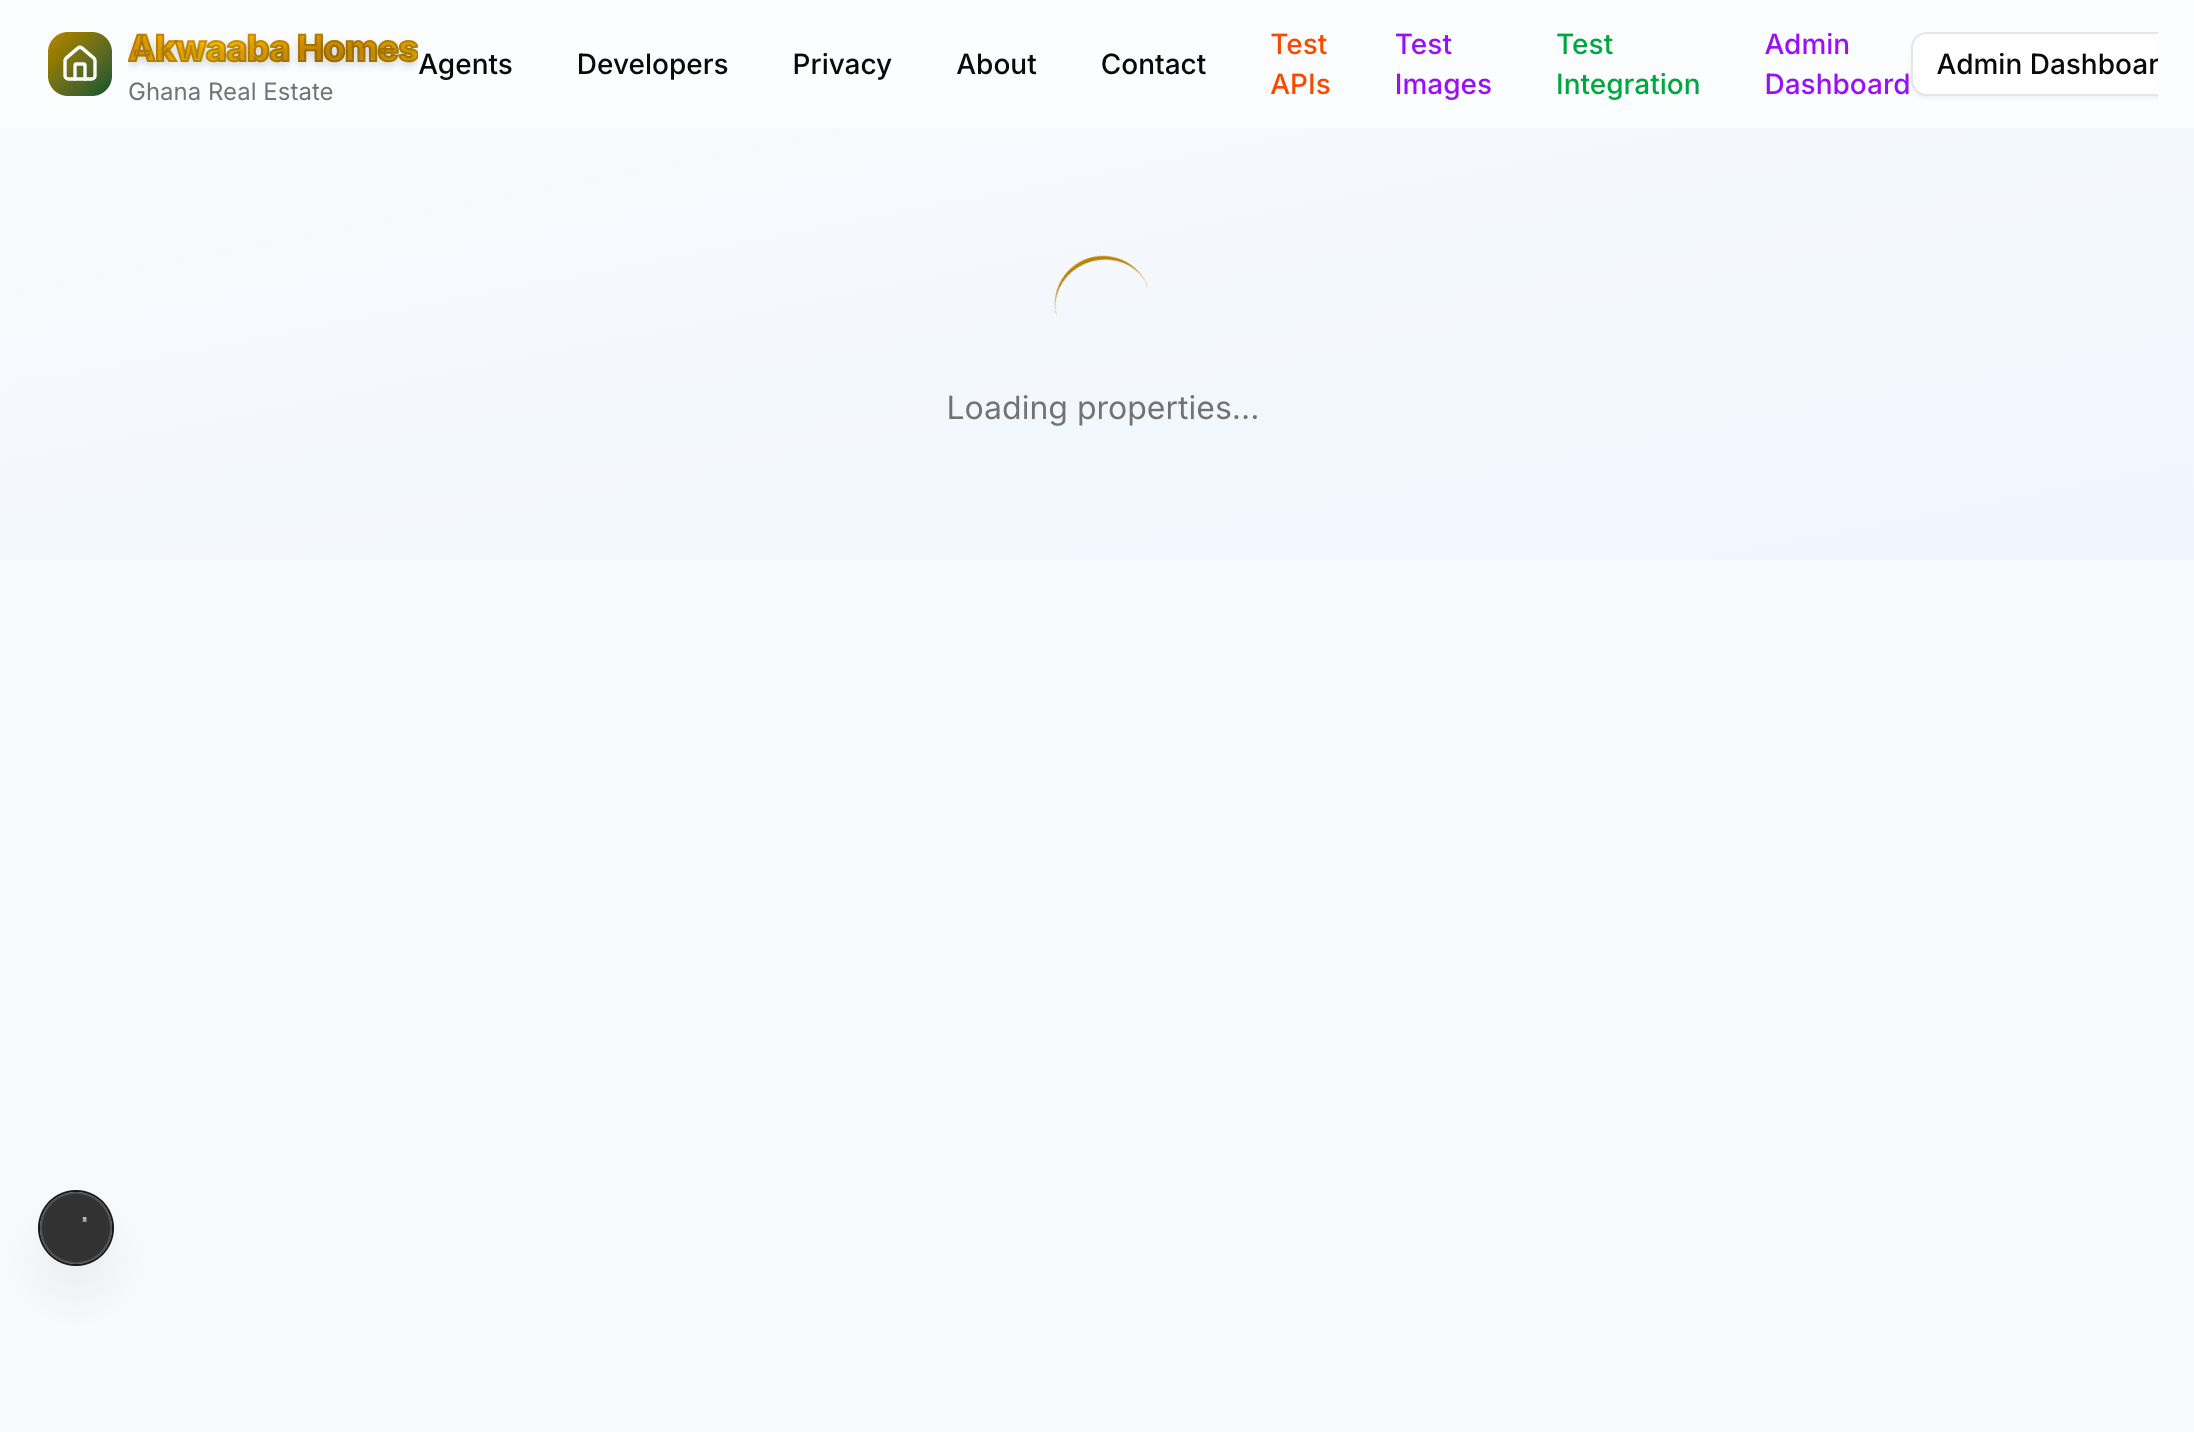 Akwaaba Homes
Ghana Real Estate
Agents
Developers
Privacy
About
Contact
Test
APIs
Test
Images
Test
Integration
Admin
Dashboard
Admin Dashboar
Loading properties...